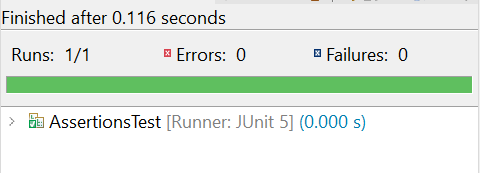 Finished after 0.116 seconds
Runs: 1/1 Errors: 0 Failures: 0
AssertionsTest [Runner: JUnit 5] (0.000 s)